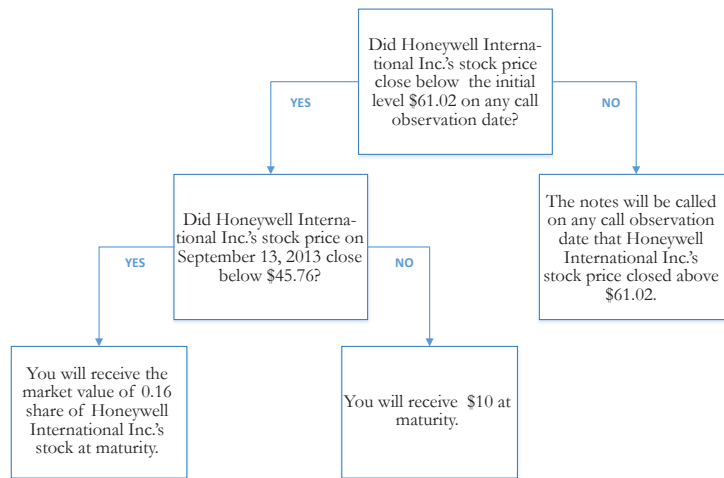 Did Honeywell Interna-
tional Inc.'s stock price
close below the initial
level $61.02 on any call
observation date?
YES
NO
Did Honeywell Interna-
tional Inc.'s stock price on
September 13, 2013 close
below $45.76?
The notes will be called
on any call observation
date that Honeywell
International Inc.'s
stock price closed above
$61.02.
YES
NO
You will receive the
market value of 0.16
share of Honeywell
International Inc.'s
stock at maturity.
You will receive $10 at
maturity.